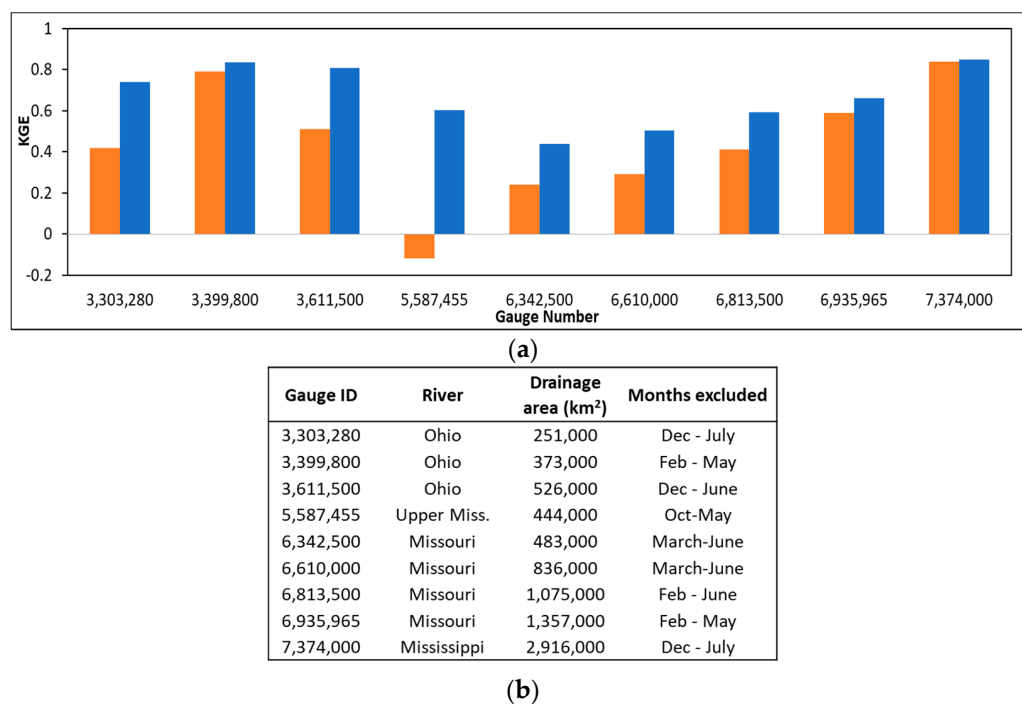 1
0.8
0.6
0.4
0.2
0
-0.2
KGE
3,303,280 3,399,800 3,611,500 5,587,455 6,342,500 6,610,000 6,813,500 6,935,965 7,374,000
Gauge Number
(a)
Gauge ID River Drainage area (km²) Months excluded
3,303,280 Ohio 251,000 Dec - July
3,399,800 Ohio 373,000 Feb - May
3,611,500 Ohio 526,000 Dec - June
5,587,455 Upper Miss. 444,000 Oct-May
6,342,500 Missouri 483,000 March-June
6,610,000 Missouri 836,000 March-June
6,813,500 Missouri 1,075,000 Feb - June
6,935,965 Missouri 1,357,000 Feb - May
7,374,000 Mississippi 2,916,000 Dec - July
(b)